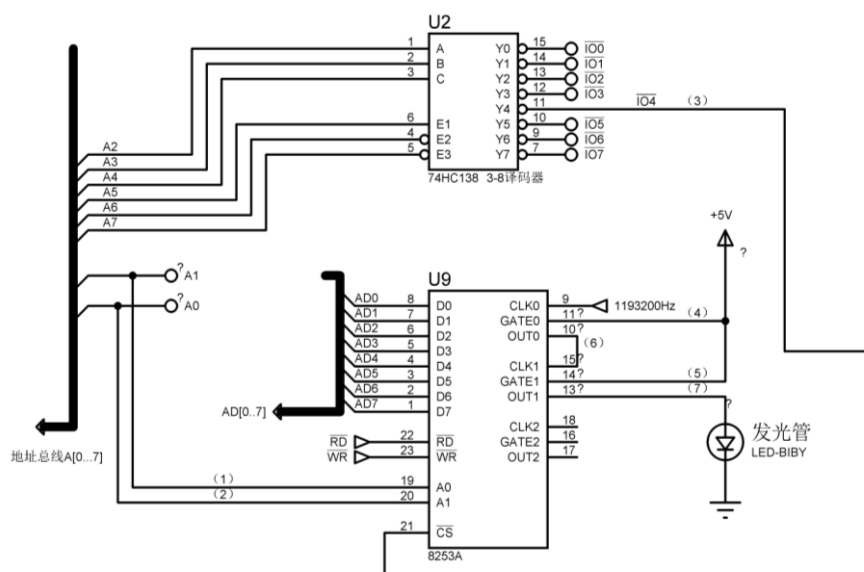 U2
1 A Y0 15 IO0
2 B Y1 14 IO1
3 C Y2 13 IO2
Y3 12 IO3
Y4 11 IO4 (3)
6 E1 Y5 10 IO5
4 E2 Y6 9 IO6
5 E3 Y7 7 IO7
74HC138 3-8译码器
A2
A3
A4
A5
A6
A7
+5V
?
? A1
? A0
U9
AD0 8 D0 CLK0 9 1193200Hz
AD1 7 D1 GATE0 11 ? (4)
AD2 6 D2 OUT0 10 ?
(6)
AD3 5 D3
AD4 4 D4 CLK1 15 ?
AD5 3 D5 GATE1 14 ? (5)
AD6 2 D6 OUT1 13 ? (7)
AD7 1 D7
?
AD[0..7]
CLK2 18
RD 22 RD GATE2 16
WR 23 WR OUT2 17
发光管
LED-BIBY
地址总线A[0...7]
(1) 19 A0
(2) 20 A1
21 CS
8253A